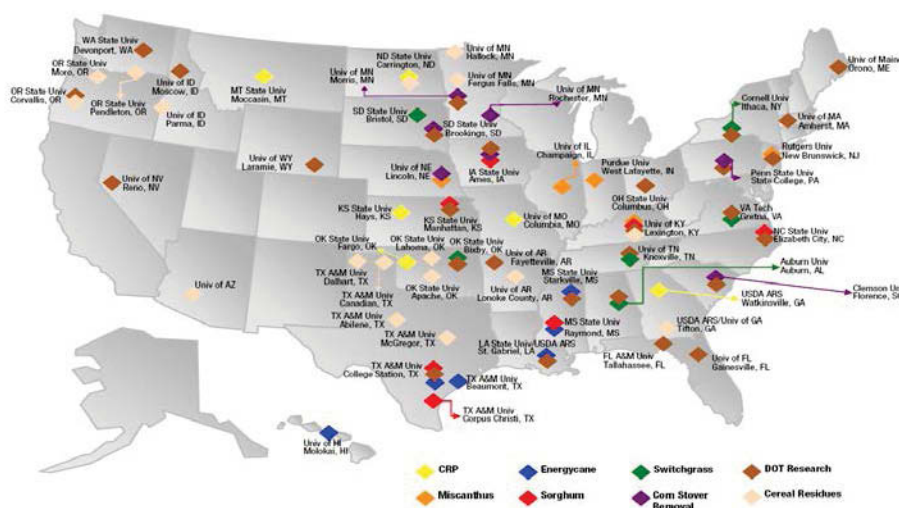 WA State Univ
Devonport, WA
OR State Univ
Moro, OR
OR State Univ
Corvallis, OR
OR State Univ
Pendleton, OR
Univ of ID
Moscow, ID
Univ of ID
Parma, ID
MT State Univ
Moccasin, MT
ND State Univ
Carrington, ND
Univ of MN
Hallock, MN
Univ of MN
Morris, MN
Univ of MN
Fergus Falls, MN
Univ of MN
Rochester, MN
SD State Univ
Bristol, SD
SD State Univ
Brookings, SD
Univ of WY
Laramie, WY
Univ of NV
Reno, NV
Univ of NE
Lincoln, NE
IA State Univ
Ames, IA
Univ of IL
Champaign, IL
Purdue Univ
West Lafayette, IN
OH State Univ
Columbus, OH
Cornell Univ
Ithaca, NY
Univ of Maine
Orono, ME
Univ of MA
Amherst, MA
Rutgers Univ
New Brunswick, NJ
Penn State Univ
State College, PA
KS State Univ
Hays, KS
KS State Univ
Manhattan, KS
Univ of MO
Columbia, MO
Univ of KY
Lexington, KY
VA Tech
Gretna, VA
NC State Univ
Elizabeth City, NC
OK State Univ
Fargo, OK
OK State Univ
Lahoma, OK
OK State Univ
Bixby, OK
OK State Univ
Apache, OK
Univ of AR
Fayetteville, AR
Univ of AR
Lonoke County, AR
Univ of TN
Knoxville, TN
Auburn Univ
Auburn, AL
Clemson Un
Florence, S
USDA ARS
Watkinsville, GA
USDA ARS/Univ of GA
Tifton, GA
Univ of AZ
TX A&M Univ
Dalhart, TX
TX A&M Univ
Canadian, TX
TX A&M Univ
Abilene, TX
TX A&M Univ
McGregor, TX
TX A&M Univ
College Station, TX
TX A&M Univ
Beaumont, TX
TX A&M Univ
Corpus Christi, TX
MS State Univ
Starkville, MS
MS State Univ
Raymond, MS
LA State Univ/USDA ARS
St. Gabriel, LA
FL A&M Univ
Tallahassee, FL
Univ of FL
Gainesville, FL
Univ of HI
Molokai, HI
CRP
Energycane
Switchgrass
DOT Research
Miscanthus
Sorghum
Corn Stover
Removal
Cereal Residues